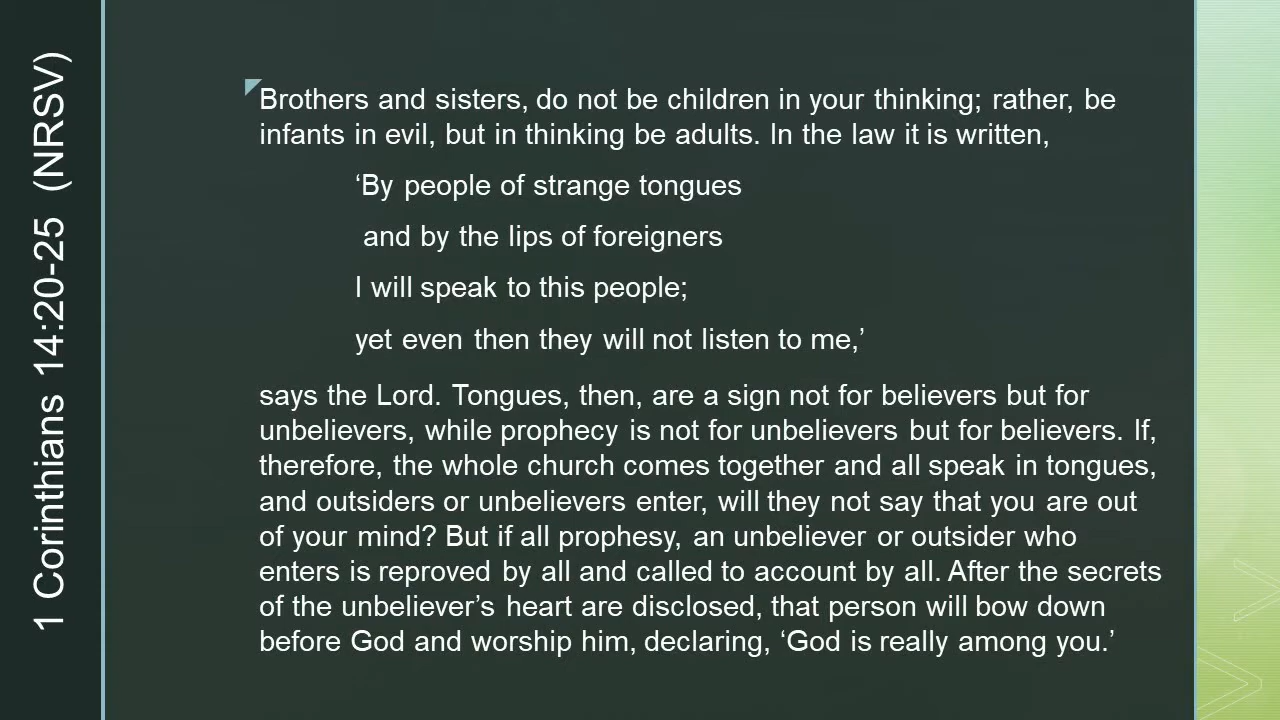 1 Corinthians 14:20-25 (NRSV)
Brothers and sisters, do not be children in your thinking; rather, be
infants in evil, but in thinking be adults. In the law it is written,
‘By people of strange tongues
and by the lips of foreigners
I will speak to this people;
yet even then they will not listen to me,’
says the Lord. Tongues, then, are a sign not for believers but for
unbelievers, while prophecy is not for unbelievers but for believers. If,
therefore, the whole church comes together and all speak in tongues,
and outsiders or unbelievers enter, will they not say that you are out
of your mind? But if all prophesy, an unbeliever or outsider who
enters is reproved by all and called to account by all. After the secrets
of the unbeliever’s heart are disclosed, that person will bow down
before God and worship him, declaring, ‘God is really among you.’